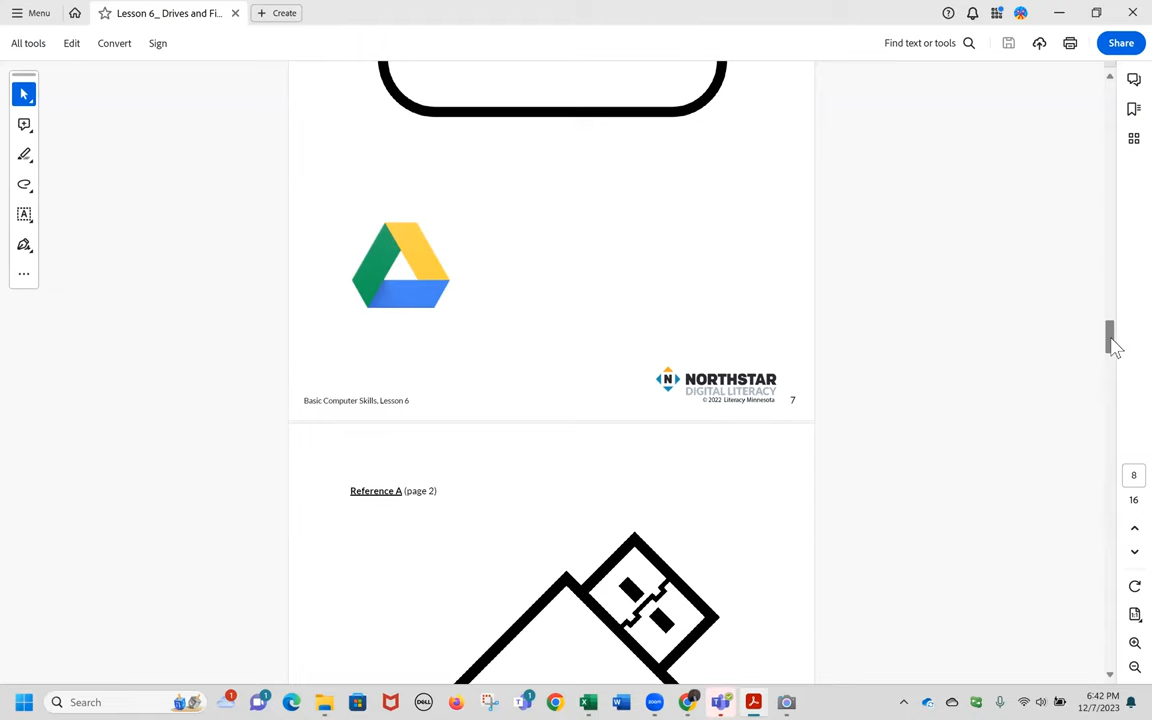 Menu
Lesson 6_ Drives and Fi...
Create
All tools
Edit
Convert
Sign
Find text or tools
Share
NORTHSTAR
DIGITAL LITERACY
© 2022 Literacy Minnesota
Basic Computer Skills, Lesson 6
7
Reference A (page 2)
8
16
Search
6:42 PM
12/7/2023